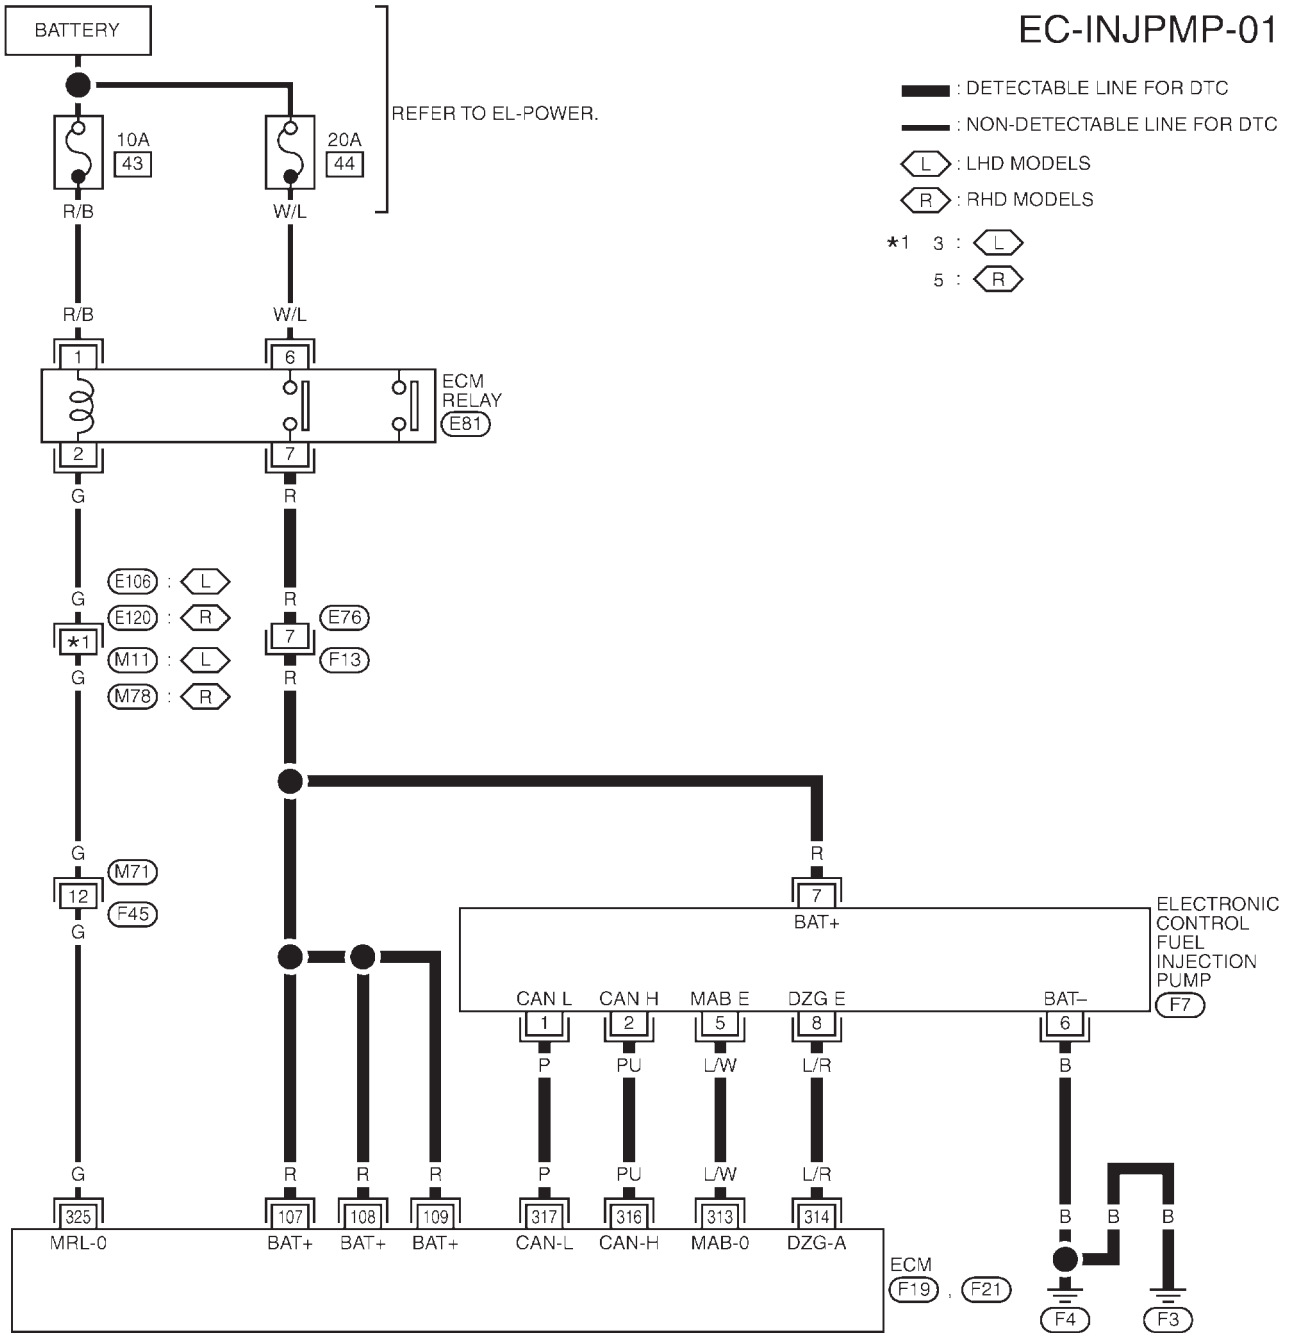 EC-INJPMP-01
BATTERY
REFER TO EL-POWER.
: DETECTABLE LINE FOR DTC
: NON-DETECTABLE LINE FOR DTC
L : LHD MODELS
R : RHD MODELS
*1 3 : L
5 : R
10A
43
20A
44
R/B W/L
R/B W/L
1 6
ECM
RELAY
E81
2 7
G R
E106 : L
G R
E120 : R
E76
*1 7
M11 : L
F13
G R
M78 : R
G R
M71
12 7
F45
BAT+
G
ELECTRONIC
CONTROL
FUEL
INJECTION
PUMP
F7
CAN L CAN H MAB E DZG E BAT–
1 2 5 8 6
P PU L/W L/R B
G R R R P PU L/W L/R
B B B
325 107 108 109 317 316 313 314
MRL-0 BAT+ BAT+ BAT+ CAN-L CAN-H MAB-0 DZG-A
ECM
F19 , F21
F4 F3